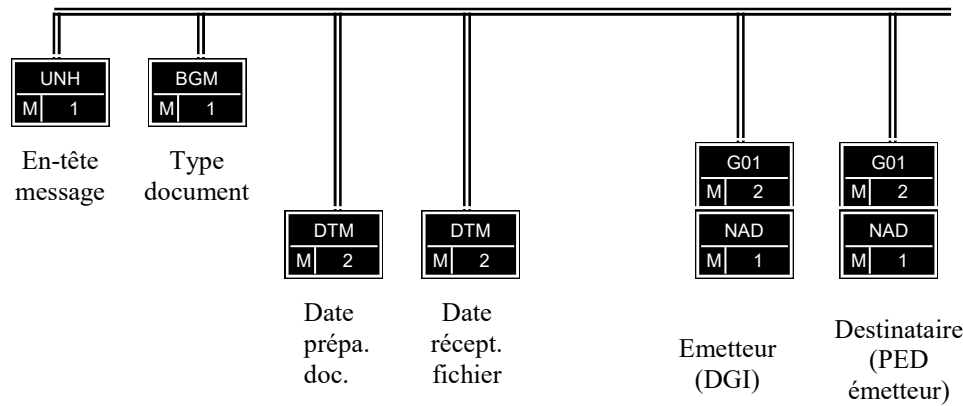 UNH
M 1
En-tête
message
BGM
M 1
Type
document
DTM
M 2
Date
prépa.
doc.
DTM
M 2
Date
récept.
fichier
G01
M 2
NAD
M 1
Emetteur
(DGI)
G01
M 2
NAD
M 1
Destinataire
(PED
émetteur)